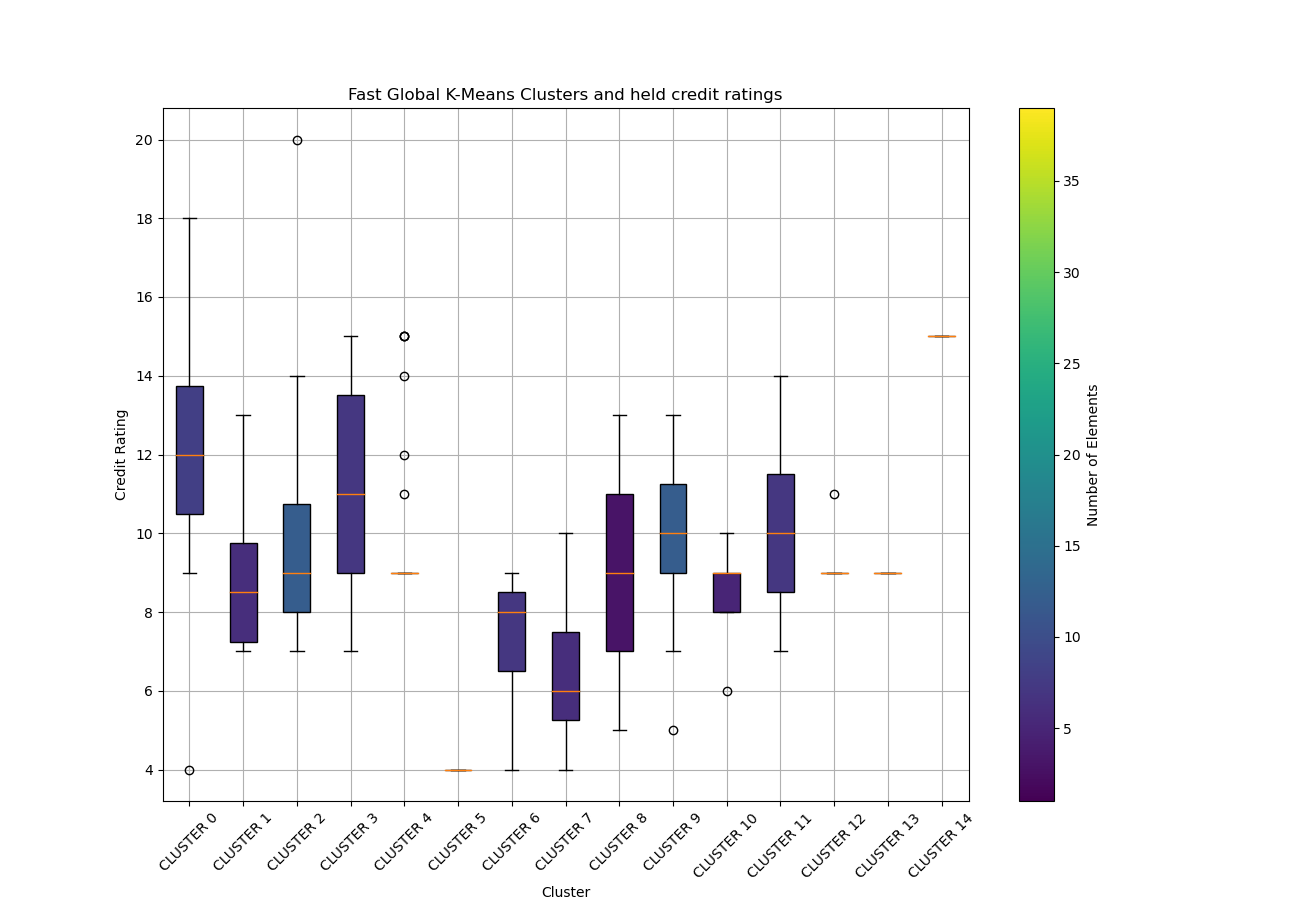 Fast Global K-Means Clusters and held credit ratings
20
18
16
14
12
10
8
6
4
Credit Rating
CLUSTER 0
CLUSTER 1
CLUSTER 2
CLUSTER 3
CLUSTER 4
CLUSTER 5
CLUSTER 6
CLUSTER 7
CLUSTER 8
CLUSTER 9
CLUSTER 10
CLUSTER 11
CLUSTER 12
CLUSTER 13
CLUSTER 14
Cluster
35
30
25
20
15
10
5
Number of Elements